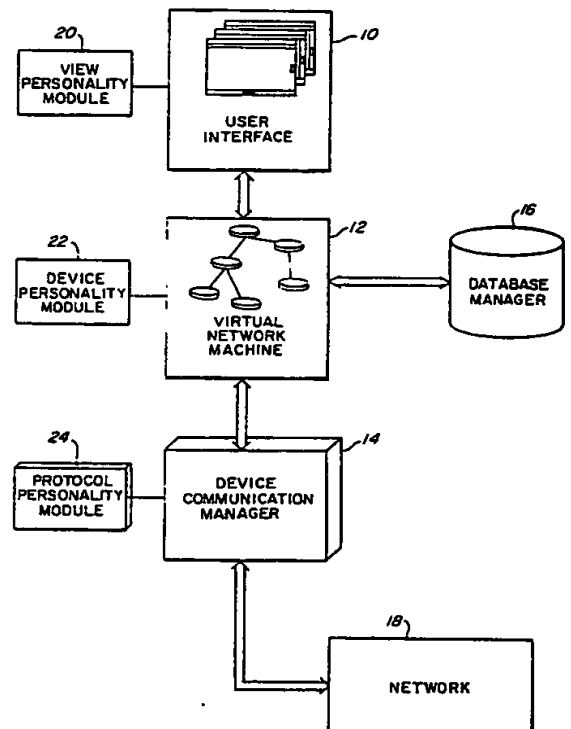 20
10
VIEW
PERSONALITY
MODULE
USER
INTERFACE
22
12
16
DEVICE
PERSONALITY
MODULE
VIRTUAL
NETWORK
MACHINE
DATABASE
MANAGER
24
14
PROTOCOL
PERSONALITY
MODULE
DEVICE
COMMUNICATION
MANAGER
18
NETWORK